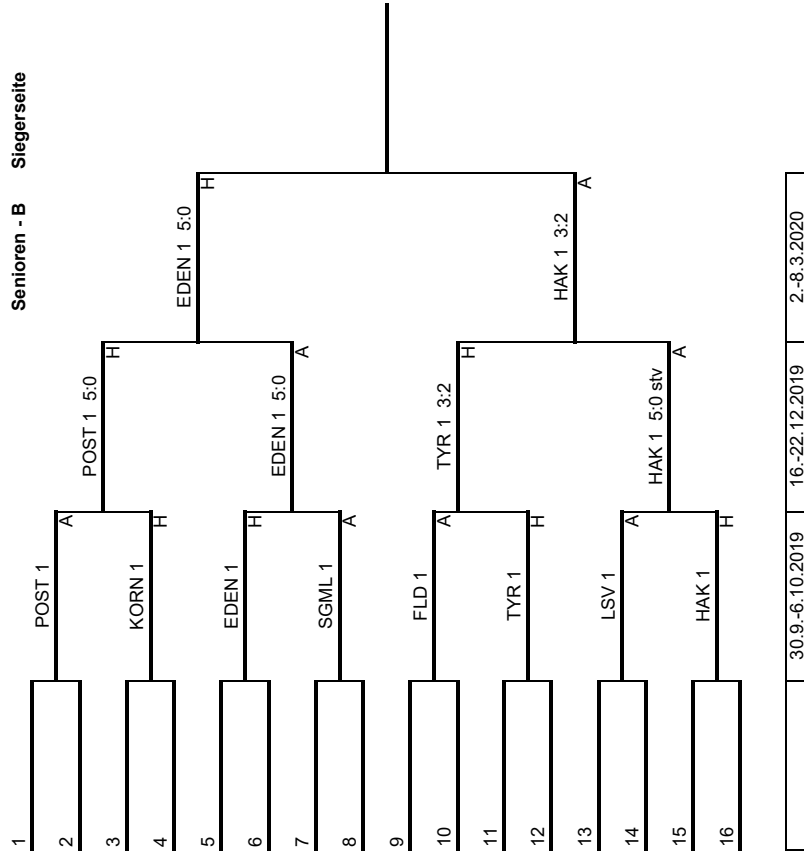 Senioren - B Siegerseite
1
2
3
4
5
6
7
8
9
10
11
12
13
14
15
16
POST 1
A
KORN 1
H
EDEN 1
H
SGML 1
A
FLD 1
A
TYR 1
H
LSV 1
A
HAK 1
H
POST 1 5:0
H
EDEN 1 5:0
A
TYR 1 3:2
H
HAK 1 5:0 stv
A
EDEN 1 5:0
H
HAK 1 3:2
A
30.9.-6.10.2019 16.-22.12.2019 2.-8.3.2020